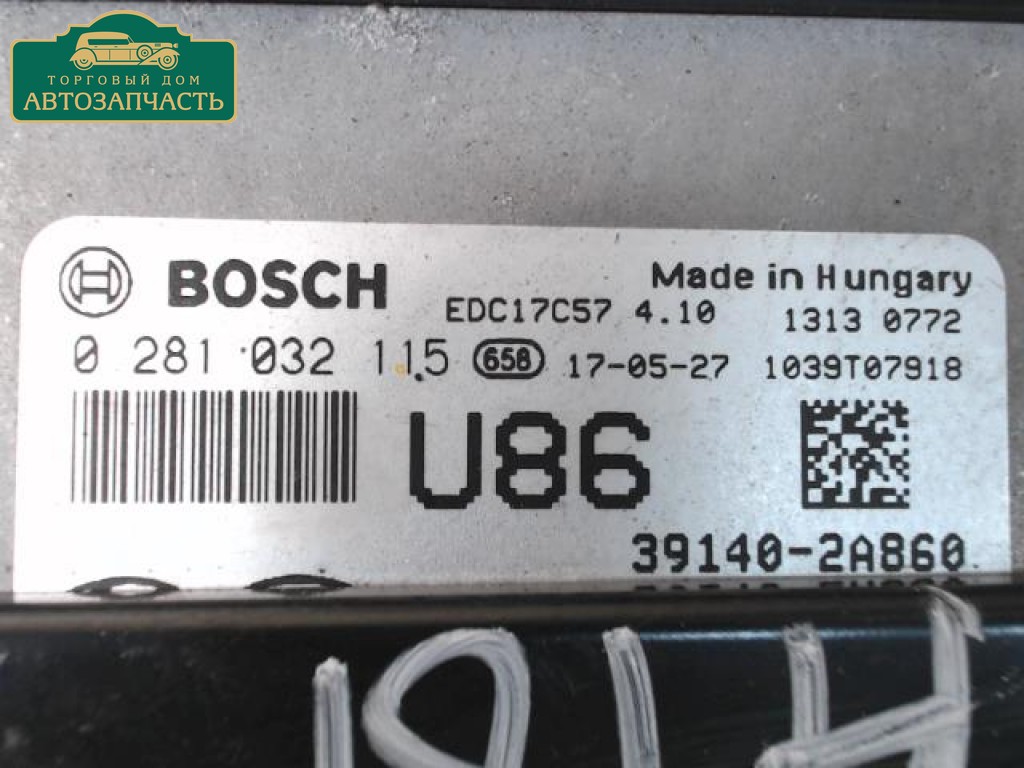 ТОРГОВЫЙ ДОМ
АВТОЗАПЧАСТЬ
BOSCH
Made in Hungary
EDC17C57 4.10
1313 0772
0 281 032 115
658
17-05-27
1039T07918
U86
39140-2A860